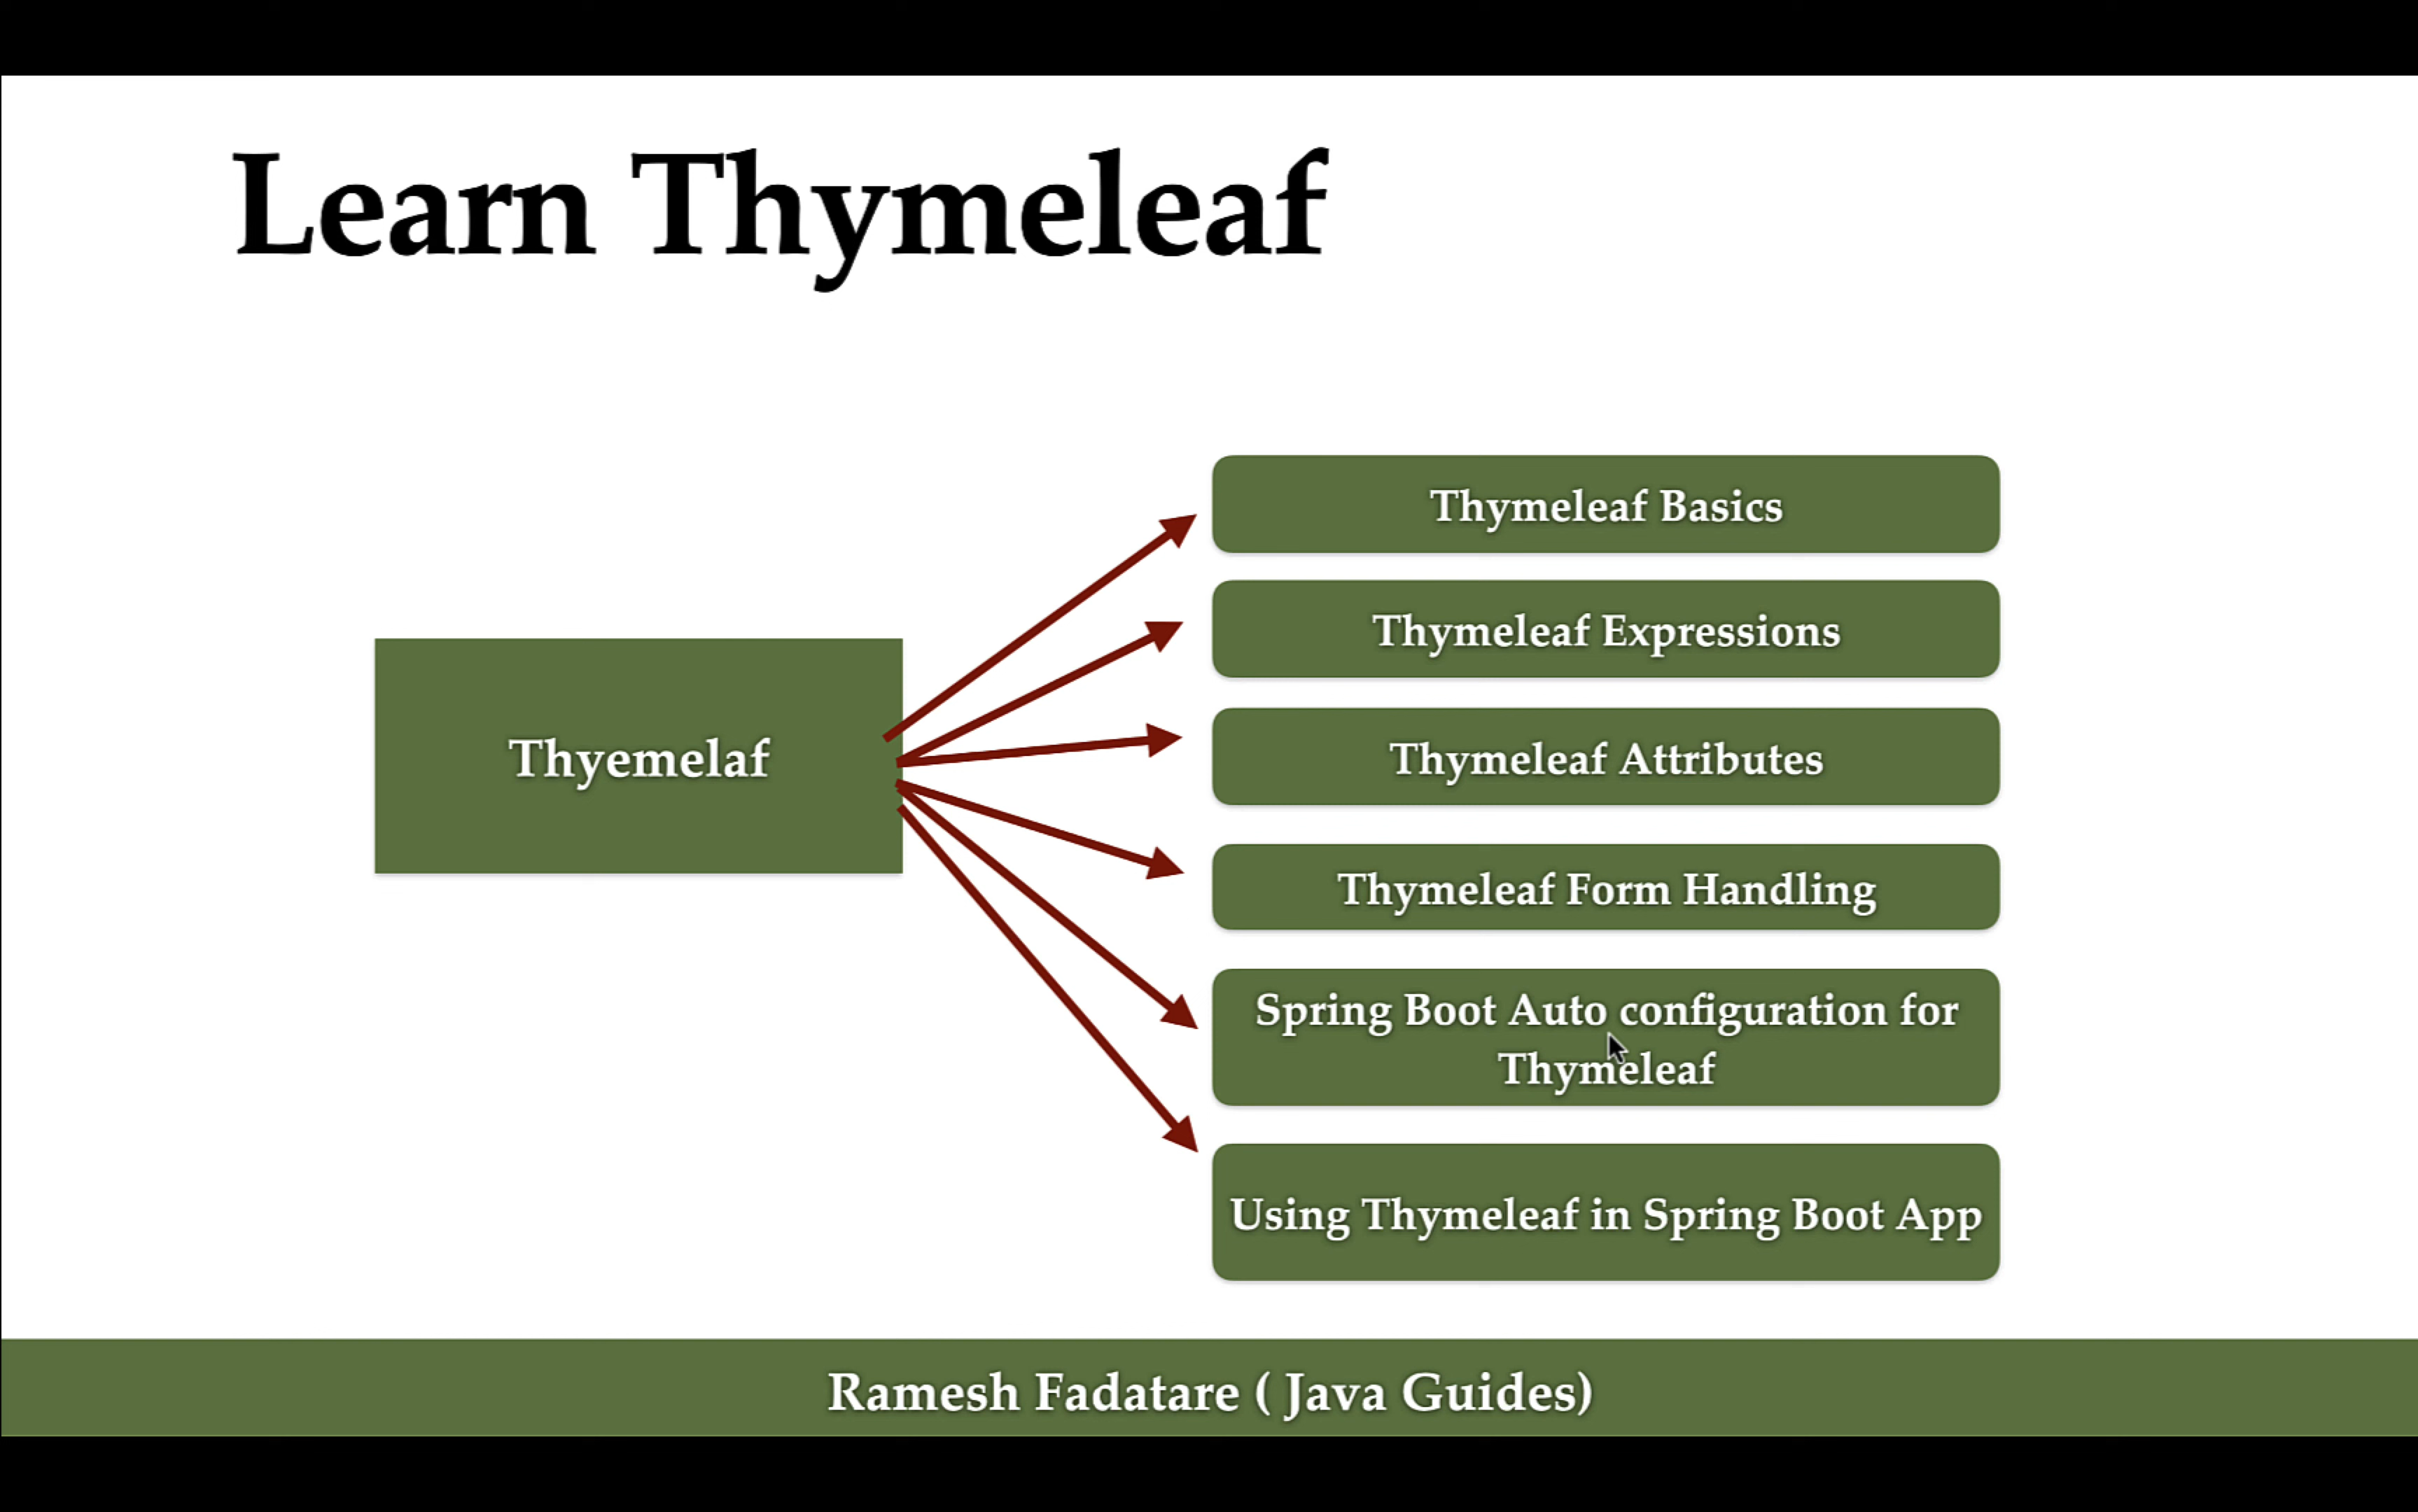 Learn Thymeleaf
Thyemelaf
Thymeleaf Basics
Thymeleaf Expressions
Thymeleaf Attributes
Thymeleaf Form Handling
Spring Boot Auto configuration for
Thymeleaf
Using Thymeleaf in Spring Boot App
Ramesh Fadatare ( Java Guides)